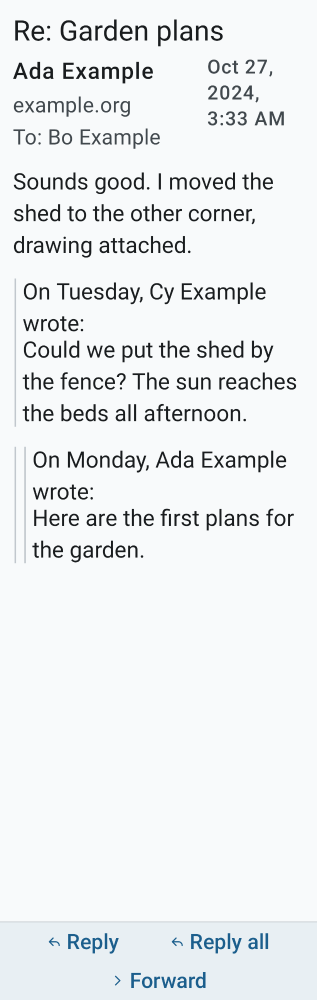 Re: Garden plans
Ada Example
Oct 27,
2024,
3:33 AM
example.org
To: Bo Example
Sounds good. I moved the
shed to the other corner,
drawing attached.
On Tuesday, Cy Example
wrote:
Could we put the shed by
the fence? The sun reaches
the beds all afternoon.
On Monday, Ada Example
wrote:
Here are the first plans for
the garden.
Reply
Reply all
Forward